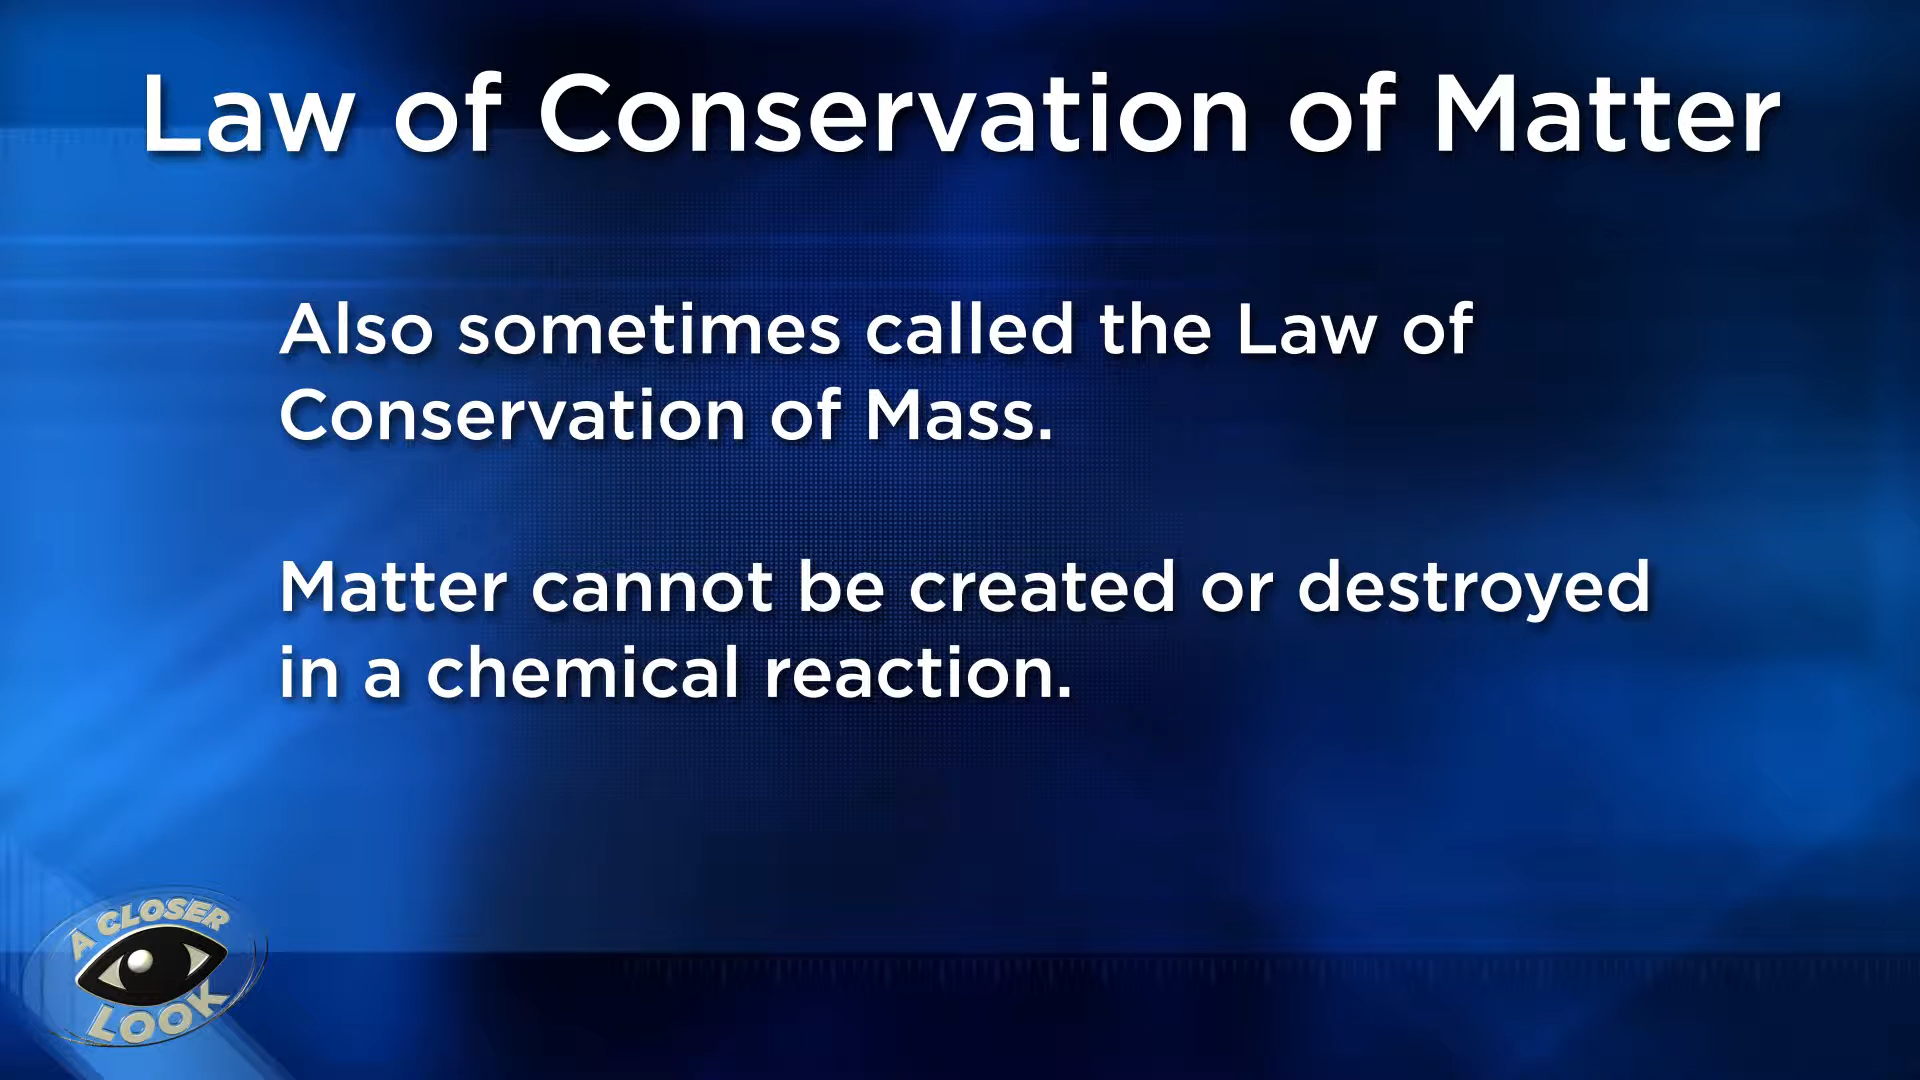 Law of Conservation of Matter
Also sometimes called the Law of
Conservation of Mass.
Matter cannot be created or destroyed
in a chemical reaction.
A CLOSER
LOOK